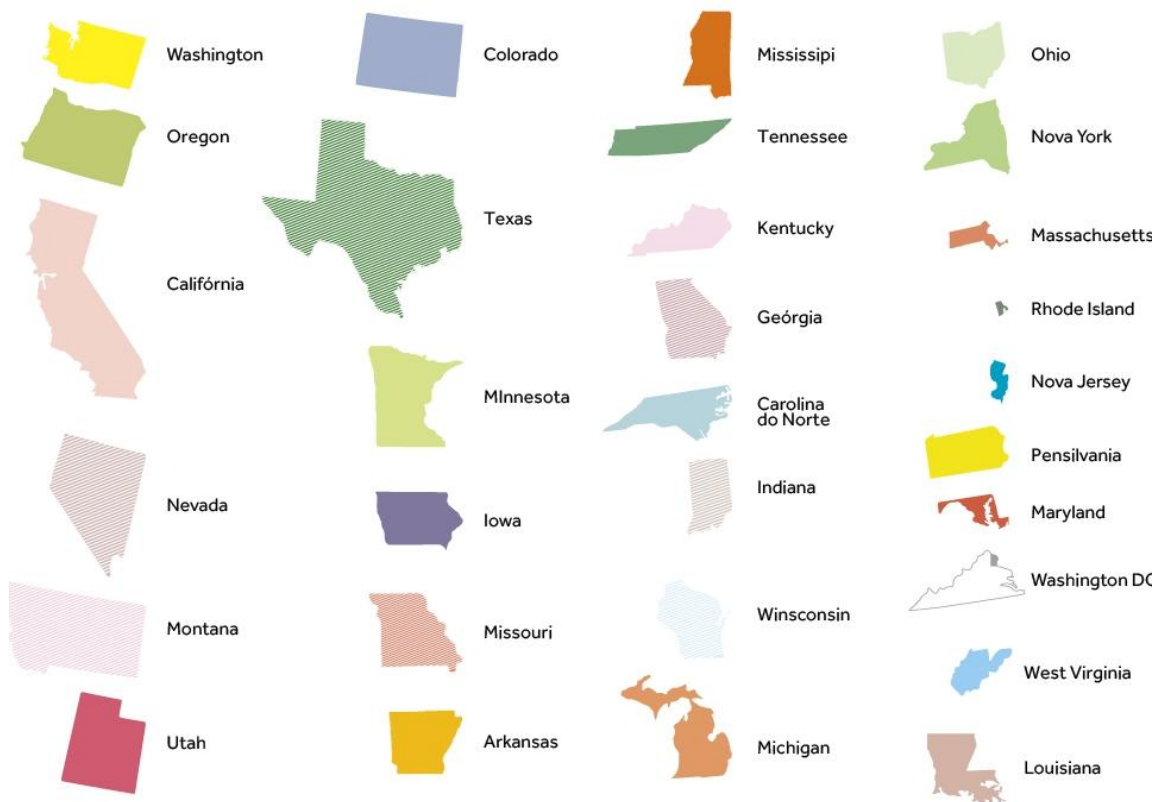 Washington
Oregon
Califórnia
Nevada
Montana
Utah
Colorado
Texas
MInnesota
Iowa
Missouri
Arkansas
Mississipi
Tennessee
Kentucky
Geórgia
Carolina
do Norte
Indiana
Winsconsin
Michigan
Ohio
Nova York
Massachusetts
Rhode Island
Nova Jersey
Pensilvania
Maryland
Washington DC
West Virginia
Louisiana